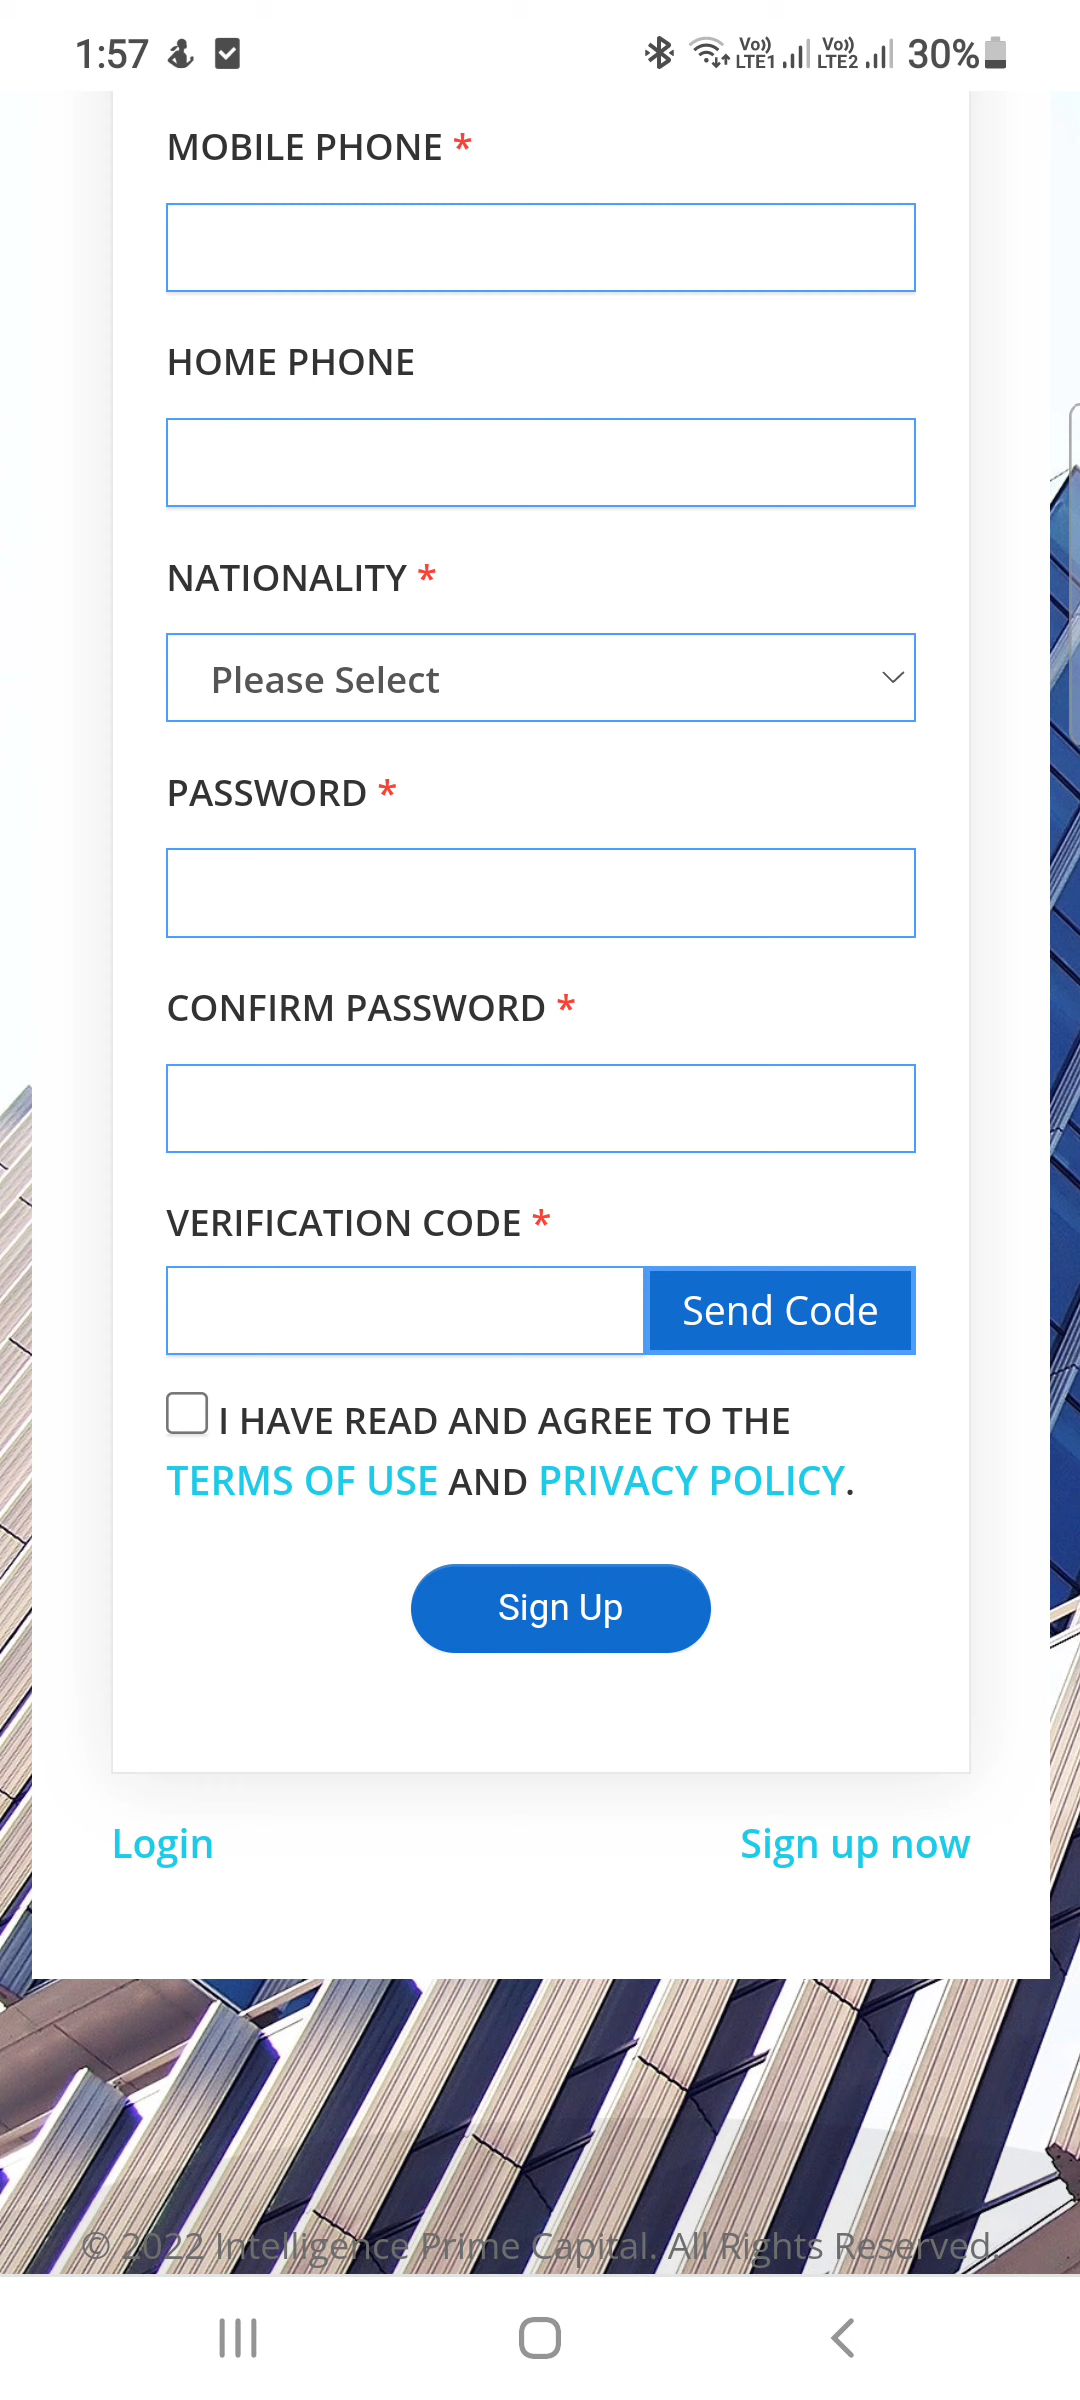 1:57
Vo)) LTE1 Vo)) LTE2 30%
MOBILE PHONE *
HOME PHONE
NATIONALITY *
Please Select
PASSWORD *
CONFIRM PASSWORD *
VERIFICATION CODE *
Send Code
I HAVE READ AND AGREE TO THE
TERMS OF USE AND PRIVACY POLICY.
Sign Up
Login Sign up now
© 2022 Intelligence Prime Capital. All Rights Reserved.